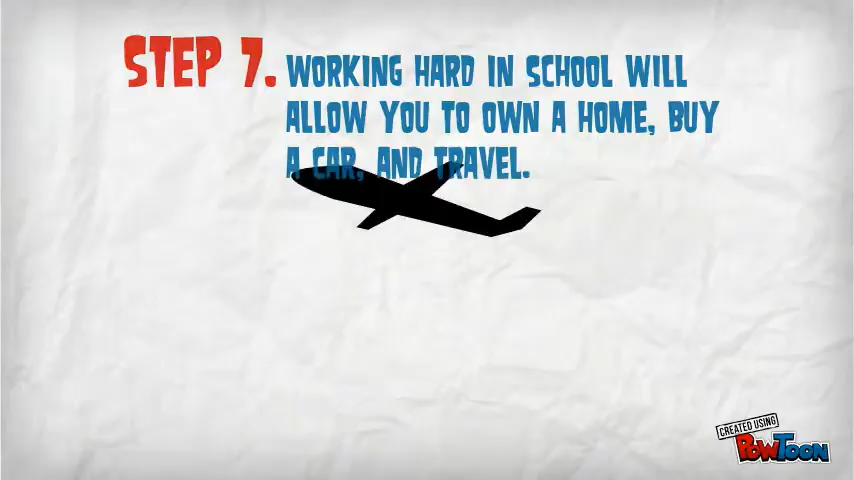 STEP 7. WORKING HARD IN SCHOOL WILL
ALLOW YOU TO OWN A HOME, BUY
A CAR, AND TRAVEL.
CREATED USING
POWTOON